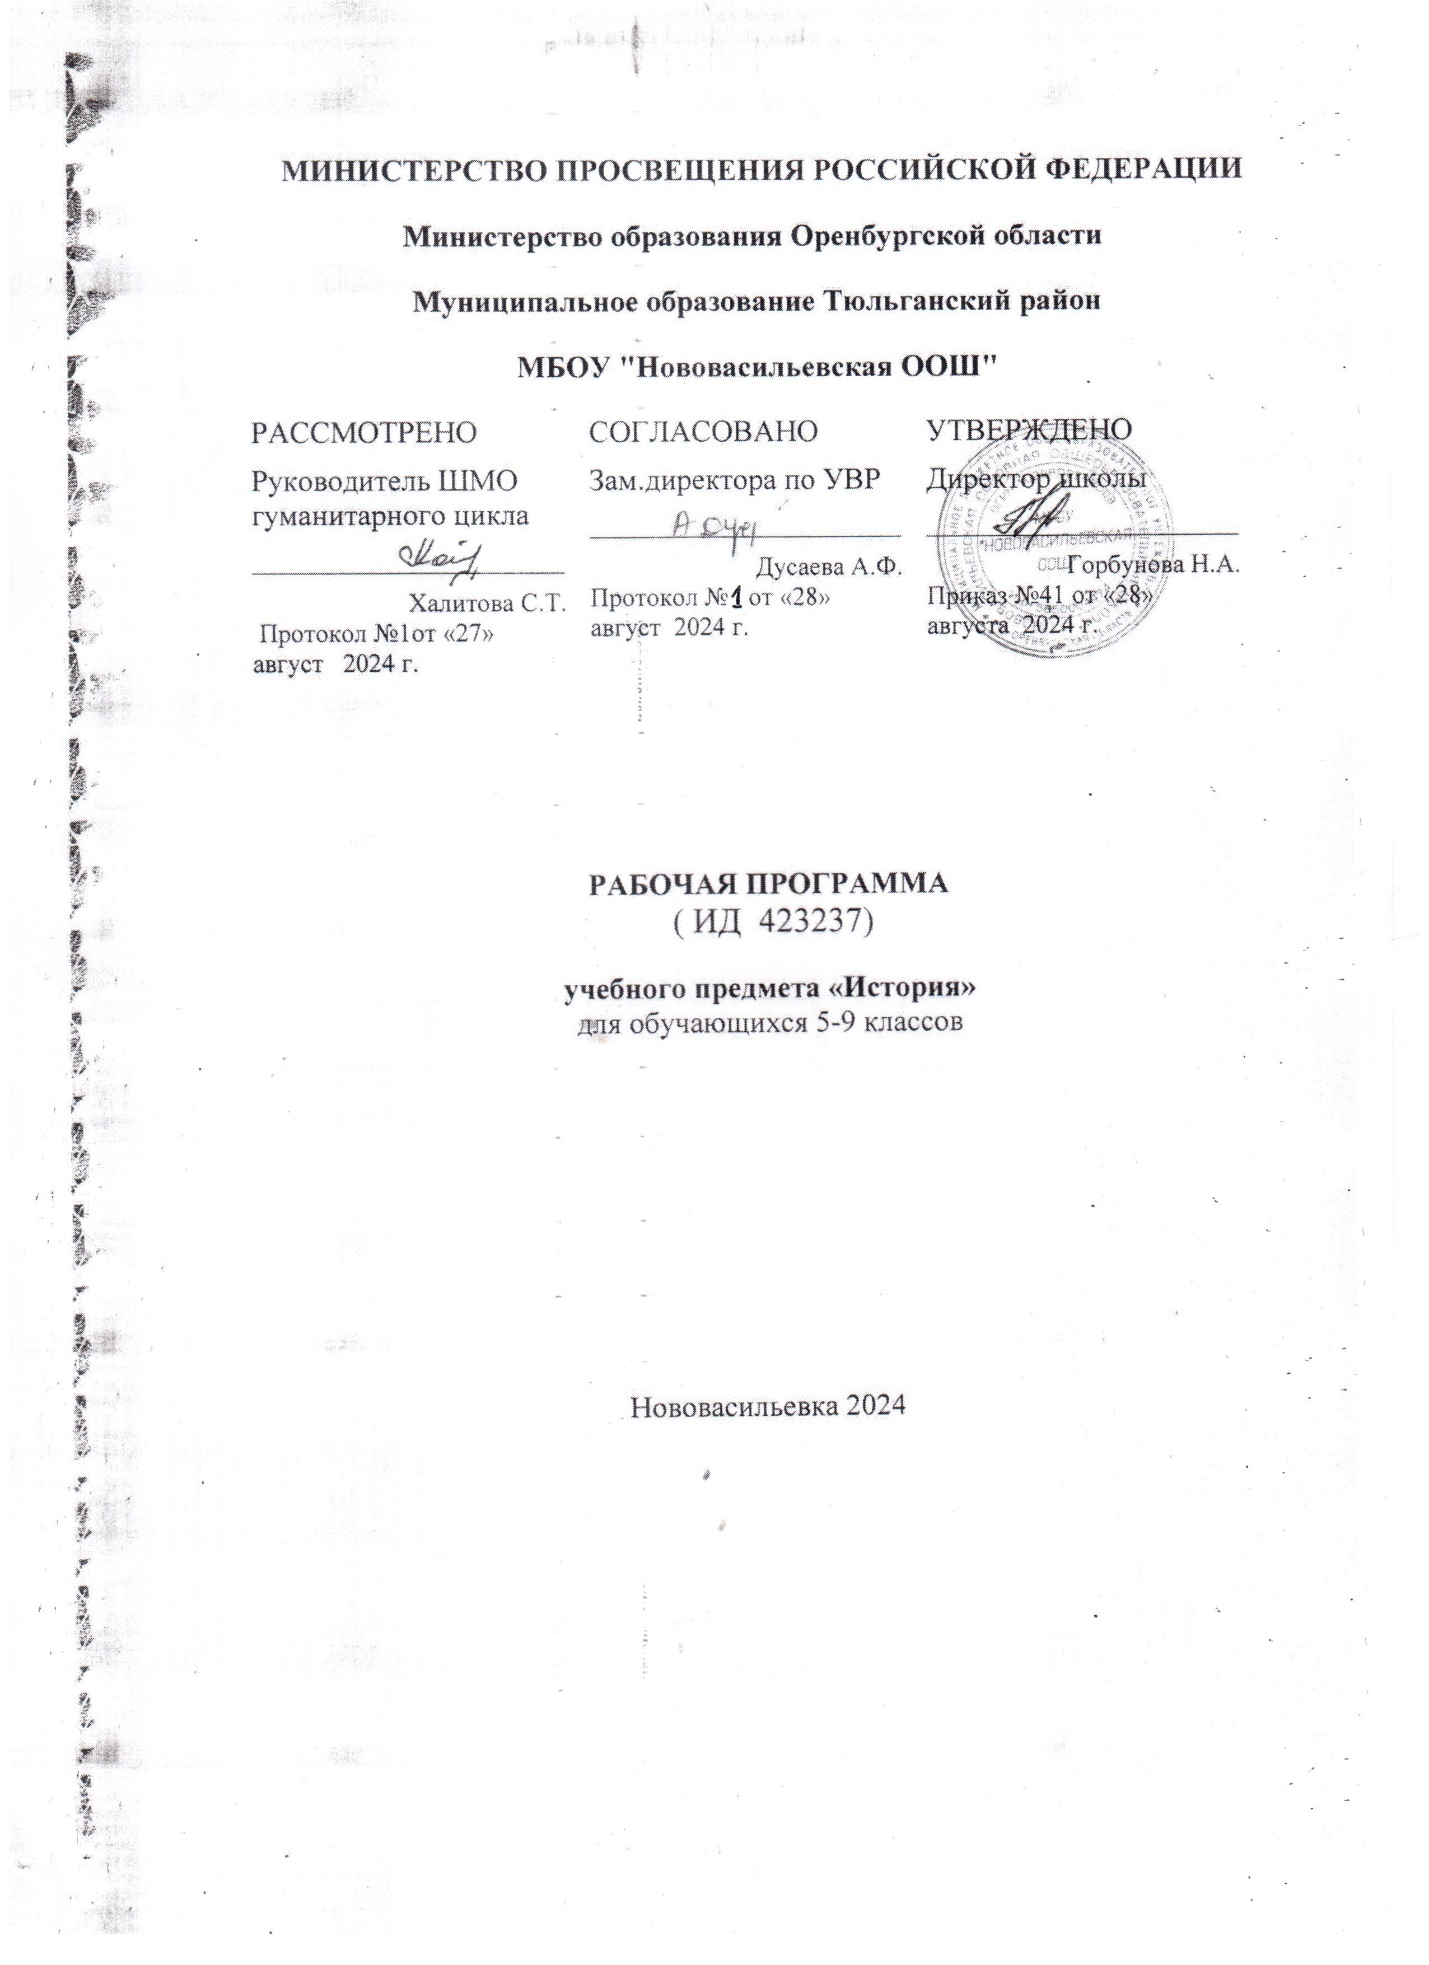 МИНИСТЕРСТВО ПРОСВЕЩЕНИЯ РОССИЙСКОЙ ФЕДЕРАЦИИ
Министерство образования Оренбургской области
Муниципальное образование Тюльганский район
МБОУ "Нововасильевская ООШ"
РАССМОТРЕНО
Руководитель ШМО
гуманитарного цикла
Халитова С.Т.
Протокол №1от «27»
август 2024 г.
СОГЛАСОВАНО
Зам.директора по УВР
Дусаева А.Ф.
Протокол №1 от «28»
август 2024 г.
УТВЕРЖДЕНО
Директор школы
НОВОВАСИЛЬЕВСКАЯ
ООШ
Горбунова Н.А.
Приказ №41 от «28»
августа 2024 г.
РАБОЧАЯ ПРОГРАММА
( ИД 423237)
учебного предмета «История»
для обучающихся 5-9 классов
Нововасильевка 2024